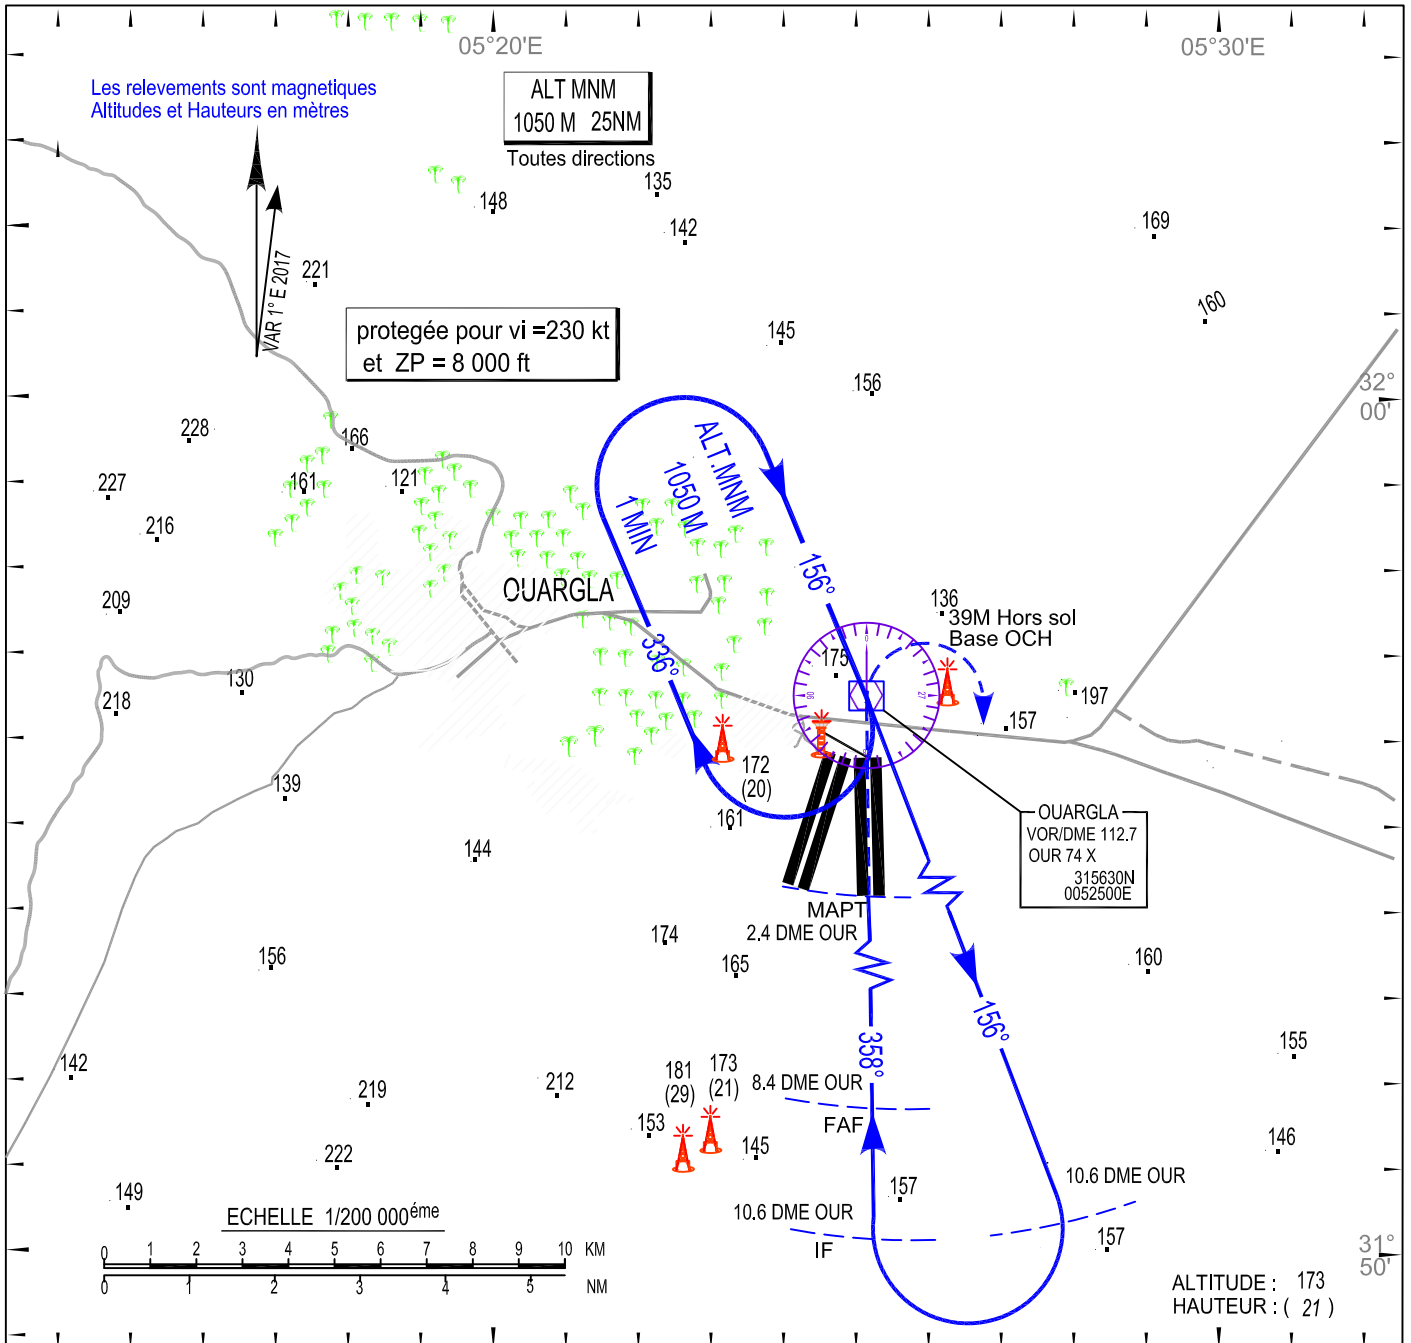 05°20'E
05°30'E
Les relevements sont magnetiques
Altitudes et Hauteurs en mètres
ALT MNM
1050 M 25NM
Toutes directions
135
148
142
169
221
VAR 1° E 2017
160
protegée pour vi =230 kt
et ZP = 8 000 ft
145
156
32°
00'
228
166
ALT.MNM
1050 M
1 MIN
227
161
121
216
156°
OUARGLA
209
136
39M Hors sol
Base OCH
336°
175
0
27
90
130
218
197
157
172
(20)
139
161
OUARGLA
VOR/DME 112.7
OUR 74 X
315630N
0052500E
144
MAPT
2.4 DME OUR
174
156
165
160
156°
358°
155
142
181
(29)
173
(21)
8.4 DME OUR
219
212
FAF
153
145
146
222
157
10.6 DME OUR
149
10.6 DME OUR
IF
157
ECHELLE 1/200 000éme
0 1 2 3 4 5 6 7 8 9 10 KM
0 1 2 3 4 5 NM
31°
50'
ALTITUDE : 173
HAUTEUR : ( 21 )